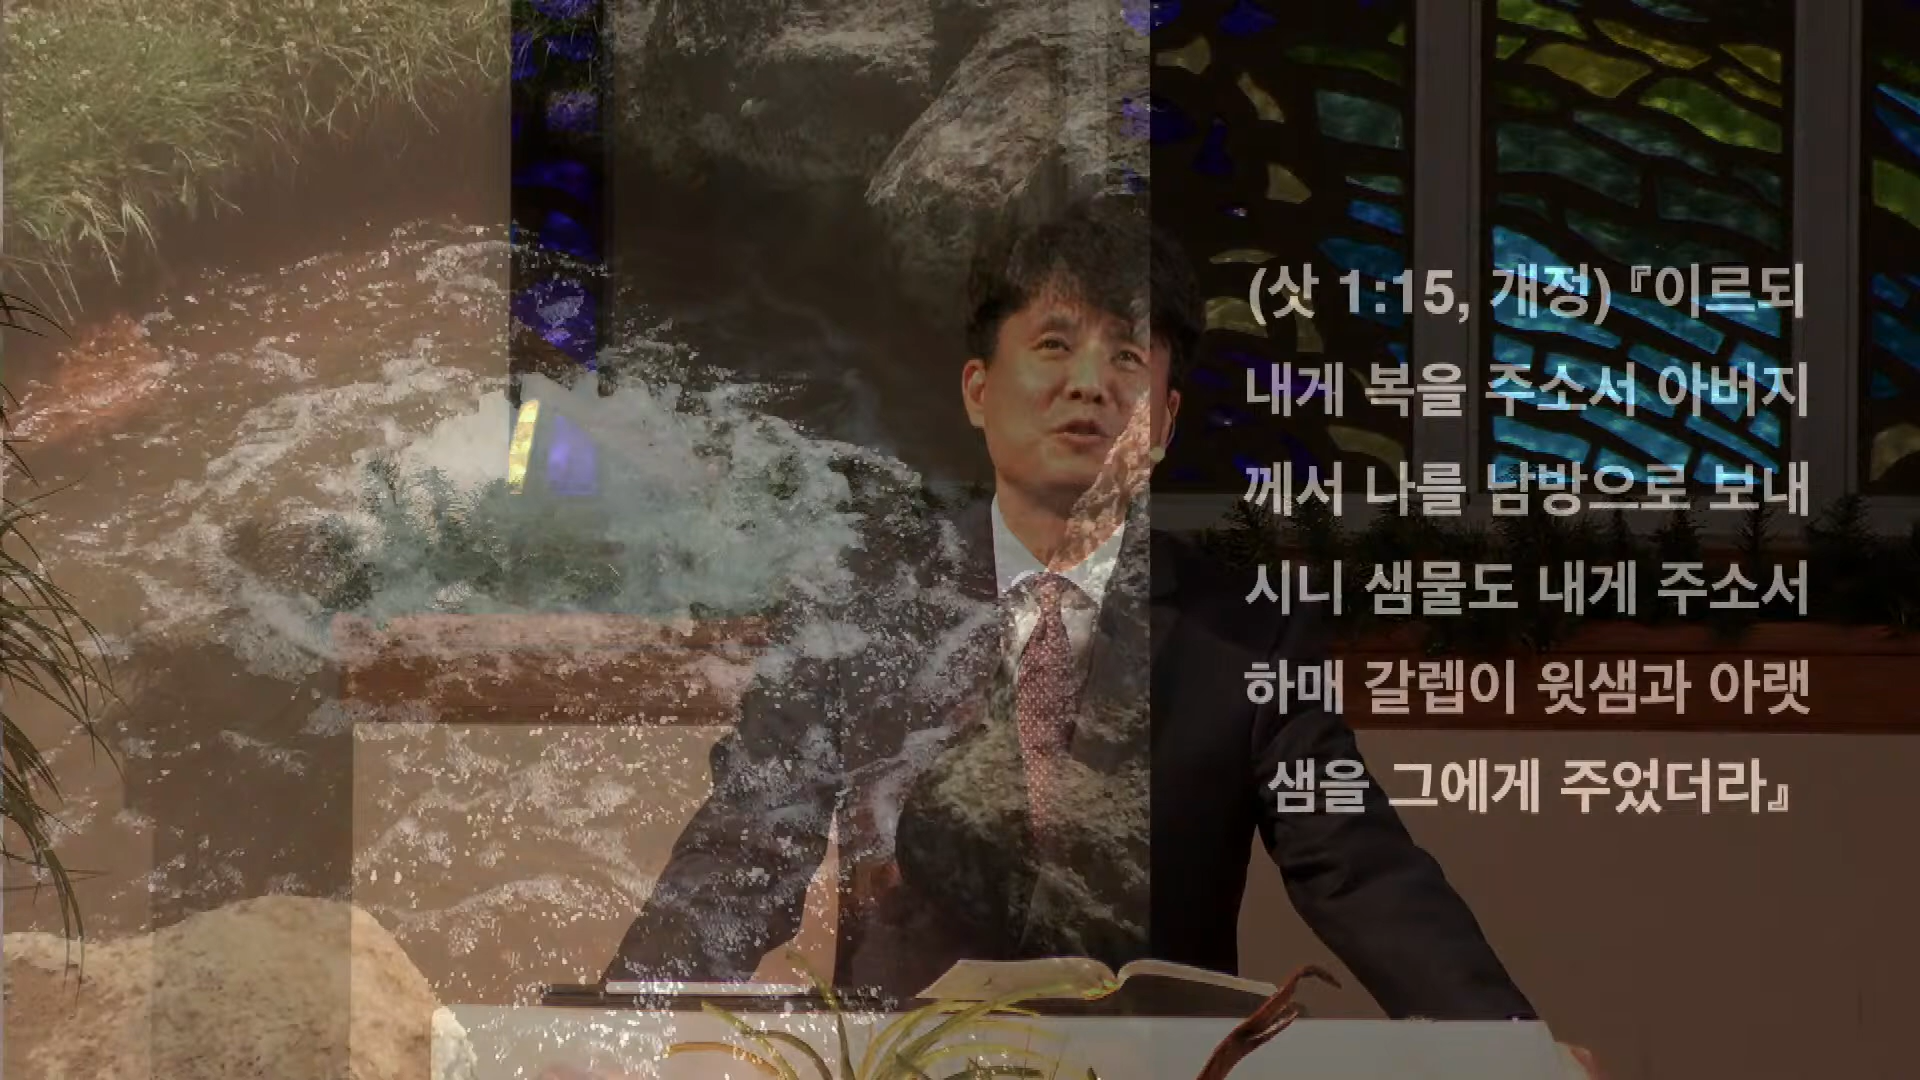 (삿 1:15, 개정)『이르되
내게 복을 주소서 아버지
께서 나를 남방으로 보내
시니 샘물도 내게 주소서
하매 갈렙이 윗샘과 아랫
샘을 그에게 주었더라』